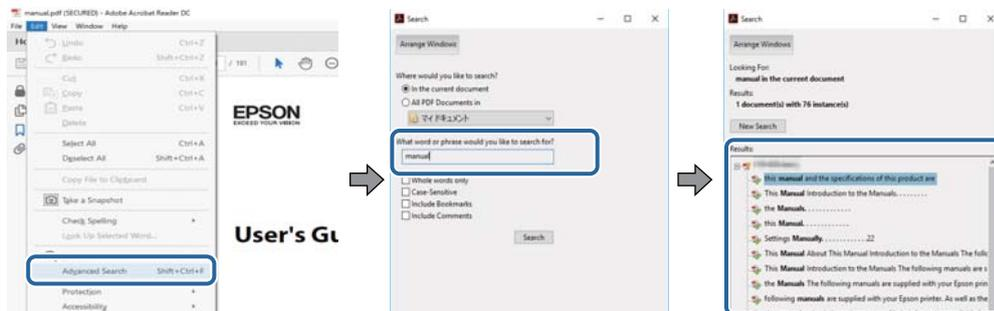 manual.pdf (SECURED) - Adobe Acrobat Reader DC
File Edit View Window Help
Undo Ctrl+Z
Redo Shift+Ctrl+Z
Cut Ctrl+X
Copy Ctrl+C
Paste Ctrl+V
Delete
Select All Ctrl+A
Deselect All Shift+Ctrl+A
Copy File to Clipboard
Take a Snapshot
Check Spelling
Look Up Selected Word...
Advanced Search Shift+Ctrl+F
Protection
Accessibility
/ 191
EPSON
EXCEED YOUR VISION
User's Gu
Search
Arrange Windows
Where would you like to search?
In the current document
All PDF Documents in
マイ ドキュメント
What word or phrase would you like to search for?
manual
Whole words only
Case-Sensitive
Include Bookmarks
Include Comments
Search
Search
Arrange Windows
Looking For:
manual in the current document
Results:
1 document(s) with 76 instance(s)
New Search
Results:
this manual and the specifications of this product are
This Manual Introduction to the Manuals.........
the Manuals.............
this Manual.............
Settings Manually.............22
This Manual About This Manual Introduction to the Manuals The follo
This Manual Introduction to the Manuals The following manuals are s
the Manuals The following manuals are supplied with your Epson prin
following manuals are supplied with your Epson printer. As well as the